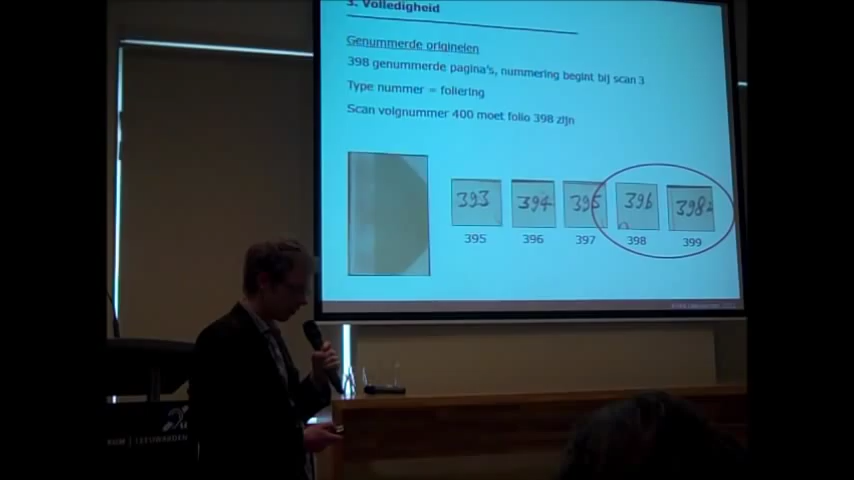 3. Volledigheid
Genummerde originelen
398 genummerde pagina's, nummering begint bij scan 3
Type nummer = foliering
Scan volgnummer 400 moet folio 398 zijn
393 394 395 396 398
395 396 397 398 399
LEEUWARDEN